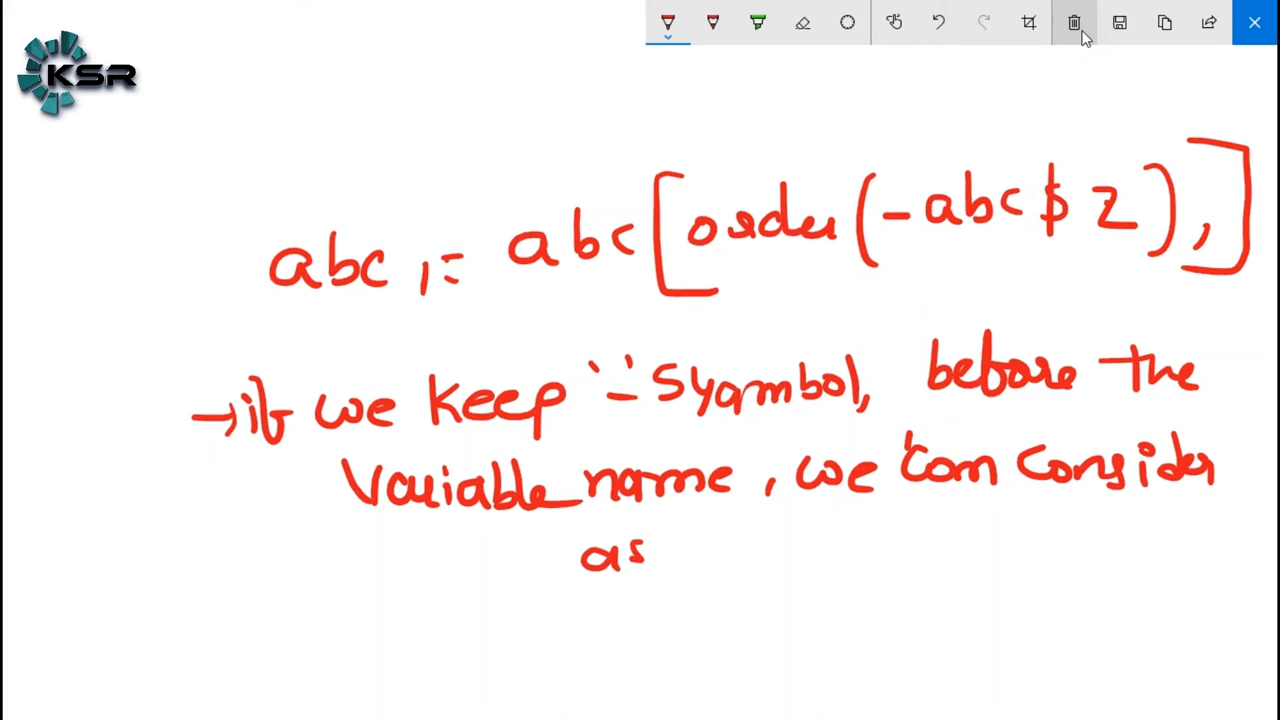 KSR
abc,= abc[order(-abc$z),]
→ if we keep '-' Syambol, before the
Variable name, we can consider
as